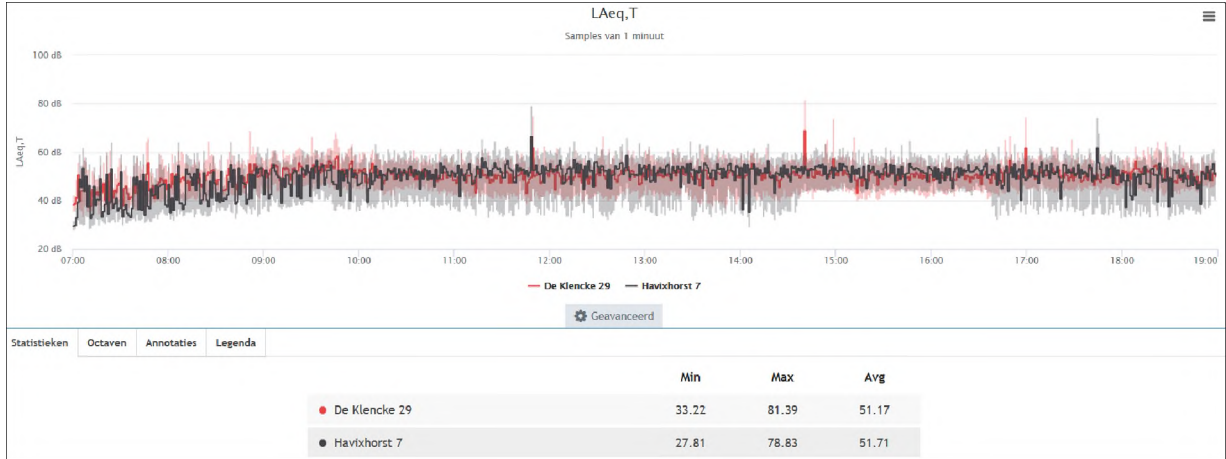 LAeq,T
Samples van 1 minuut
100 dB
80 dB
60 dB
40 dB
20 dB
LAeq,T
07:00 08:00 09:00 10:00 11:00 12:00 13:00 14:00 15:00 16:00 17:00 18:00 19:00
De Klencke 29 Havixhorst 7
Geavanceerd
Statistieken Octaven Annotaties Legenda
Min Max Avg
De Klencke 29 33.22 81.39 51.17
Havixhorst 7 27.81 78.83 51.71